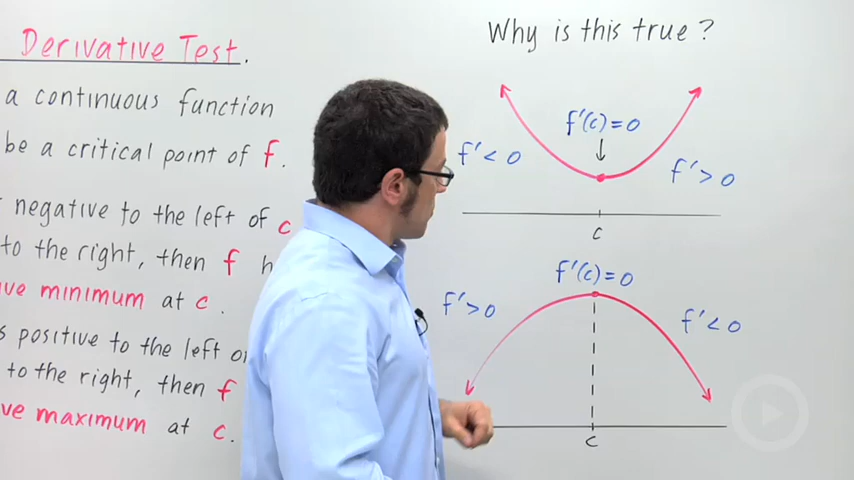 Derivative Test.
a continuous function
be a critical point of f.
negative to the left of c
to the right, then f
minimum at c.
positive to the left of
to the right, then f
maximum at c.
Why is this true?
f'(c)=0
f'<0
f'>0
c
f'(c)=0
f'>0
f'<0
c